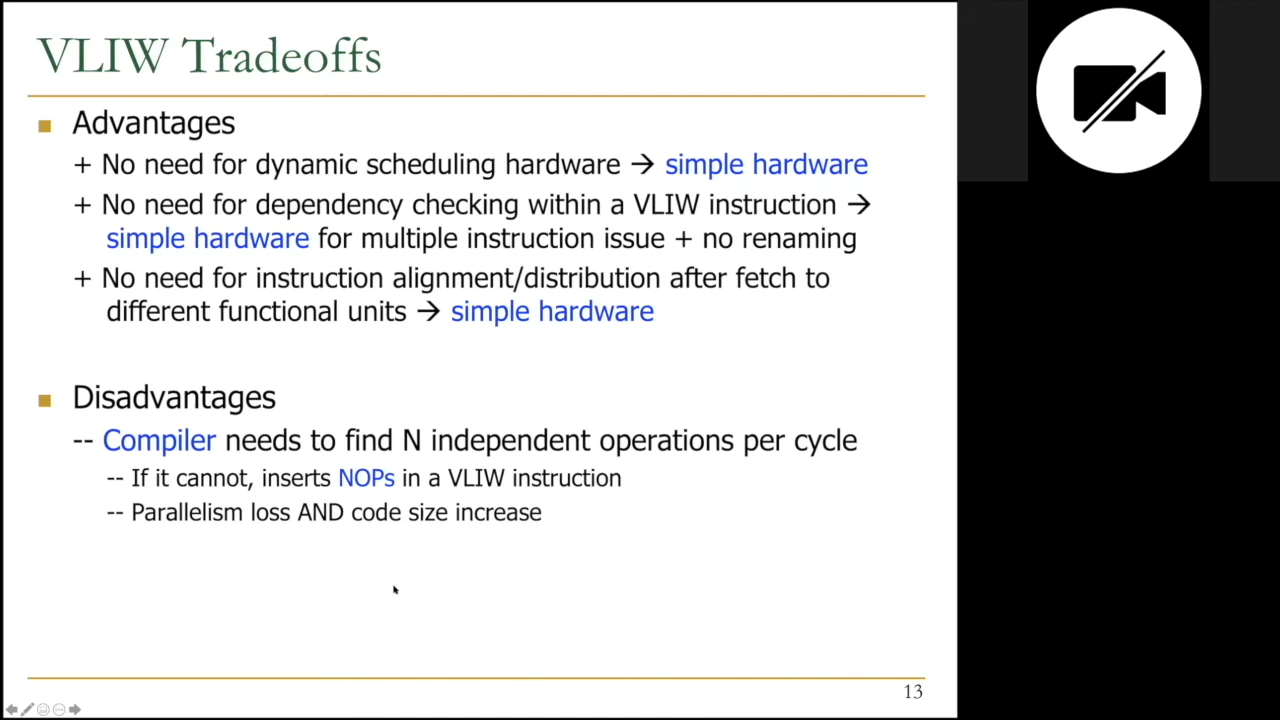 VLIW Tradeoffs
Advantages
+ No need for dynamic scheduling hardware → simple hardware
+ No need for dependency checking within a VLIW instruction →
simple hardware for multiple instruction issue + no renaming
+ No need for instruction alignment/distribution after fetch to
different functional units → simple hardware
Disadvantages
-- Compiler needs to find N independent operations per cycle
-- If it cannot, inserts NOPs in a VLIW instruction
-- Parallelism loss AND code size increase
13